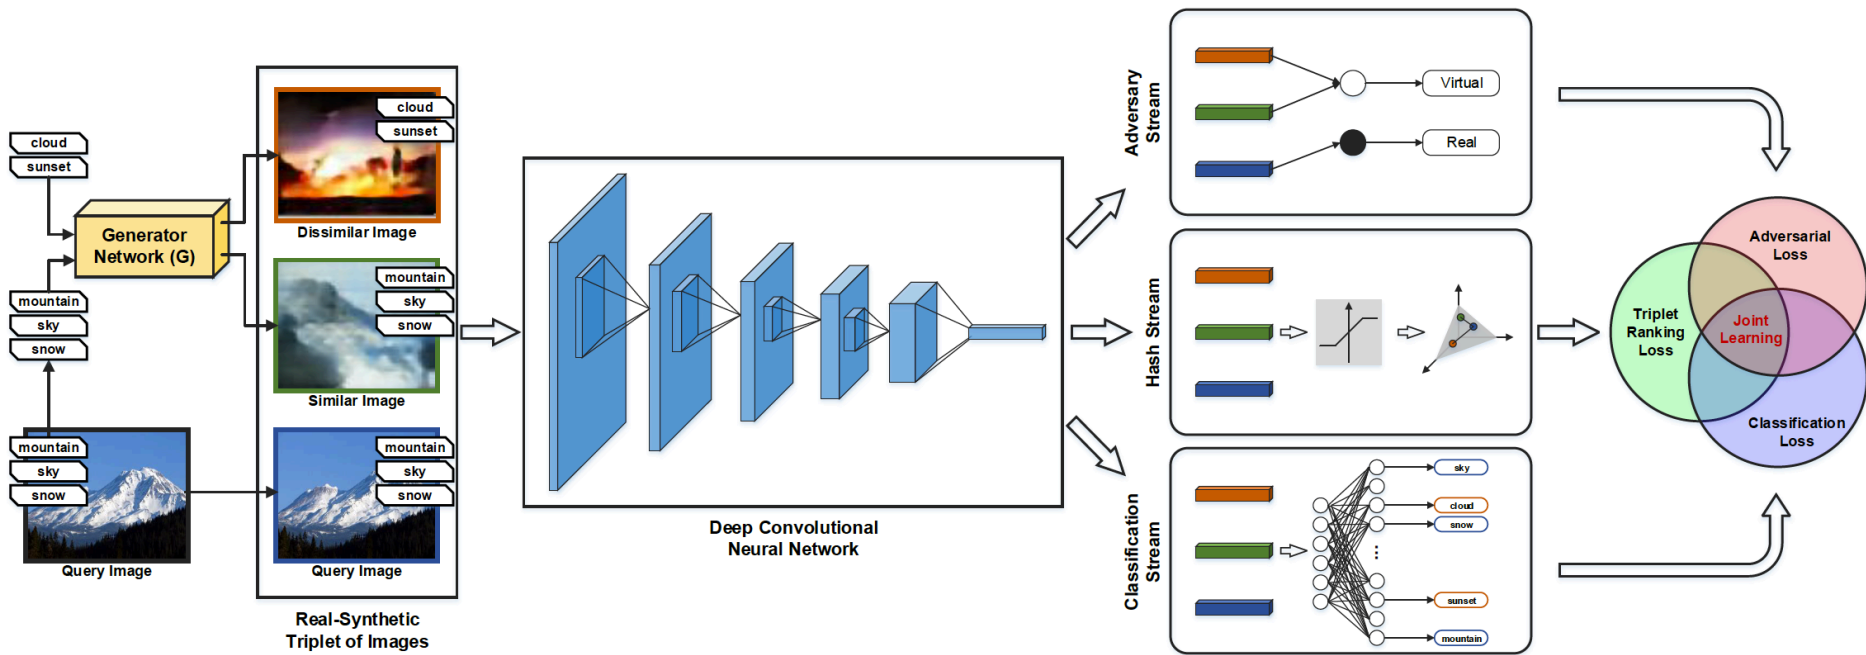 cloud
sunset
Generator
Network (G)
mountain
sky
snow
mountain
sky
snow
Query Image
cloud
sunset
Dissimilar Image
mountain
sky
snow
Similar Image
mountain
sky
snow
Query Image
Real-Synthetic
Triplet of Images
Deep Convolutional
Neural Network
Adversary
Stream
Virtual
Real
Hash Stream
Classification
Stream
sky
cloud
snow
...
sunset
mountain
Adversarial
Loss
Triplet
Ranking
Loss
Joint
Learning
Classification
Loss